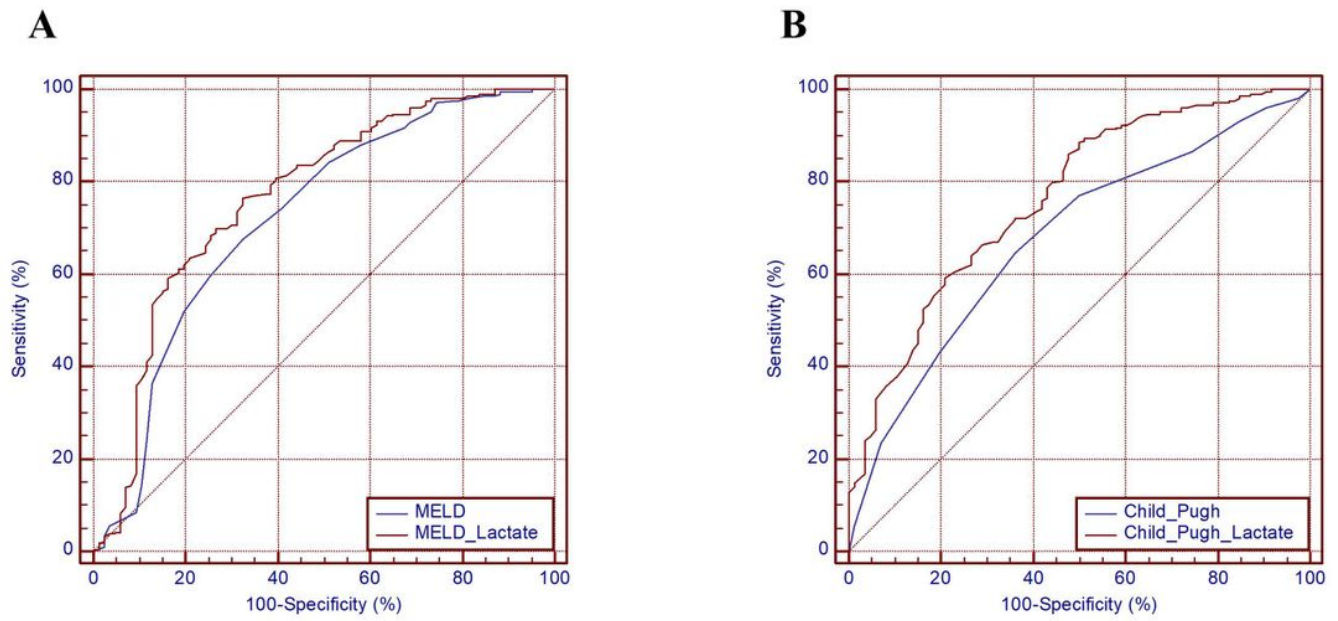 A
Sensitivity (%)
100
80
60
40
20
0
0 20 40 60 80 100
100-Specificity (%)
MELD
MELD_Lactate
B
Sensitivity (%)
100
80
60
40
20
0
0 20 40 60 80 100
100-Specificity (%)
Child_Pugh
Child_Pugh_Lactate